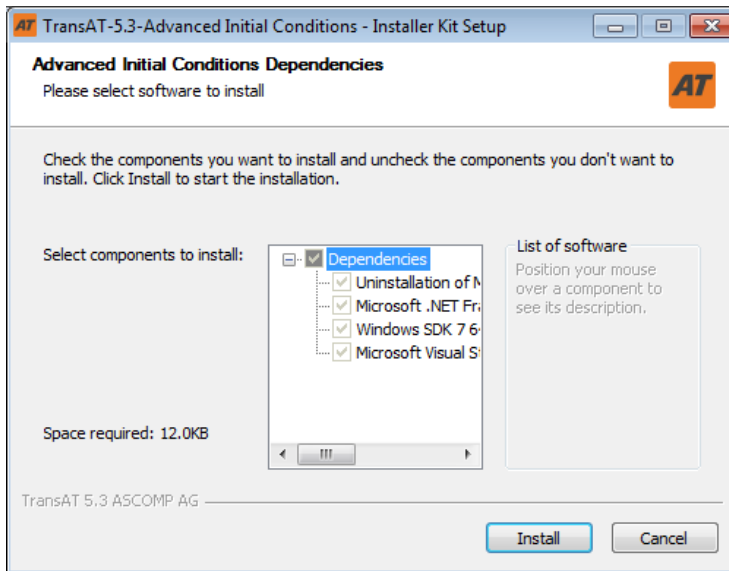 AT TransAT-5.3-Advanced Initial Conditions - Installer Kit Setup
Advanced Initial Conditions Dependencies
Please select software to install
AT
Check the components you want to install and uncheck the components you don't want to
install. Click Install to start the installation.
Select components to install:
Dependencies
Uninstallation of M
Microsoft .NET Fra
Windows SDK 7 6
Microsoft Visual S
List of software
Position your mouse
over a component to
see its description.
Space required: 12.0KB
TransAT 5.3 ASCOMP AG
Install
Cancel